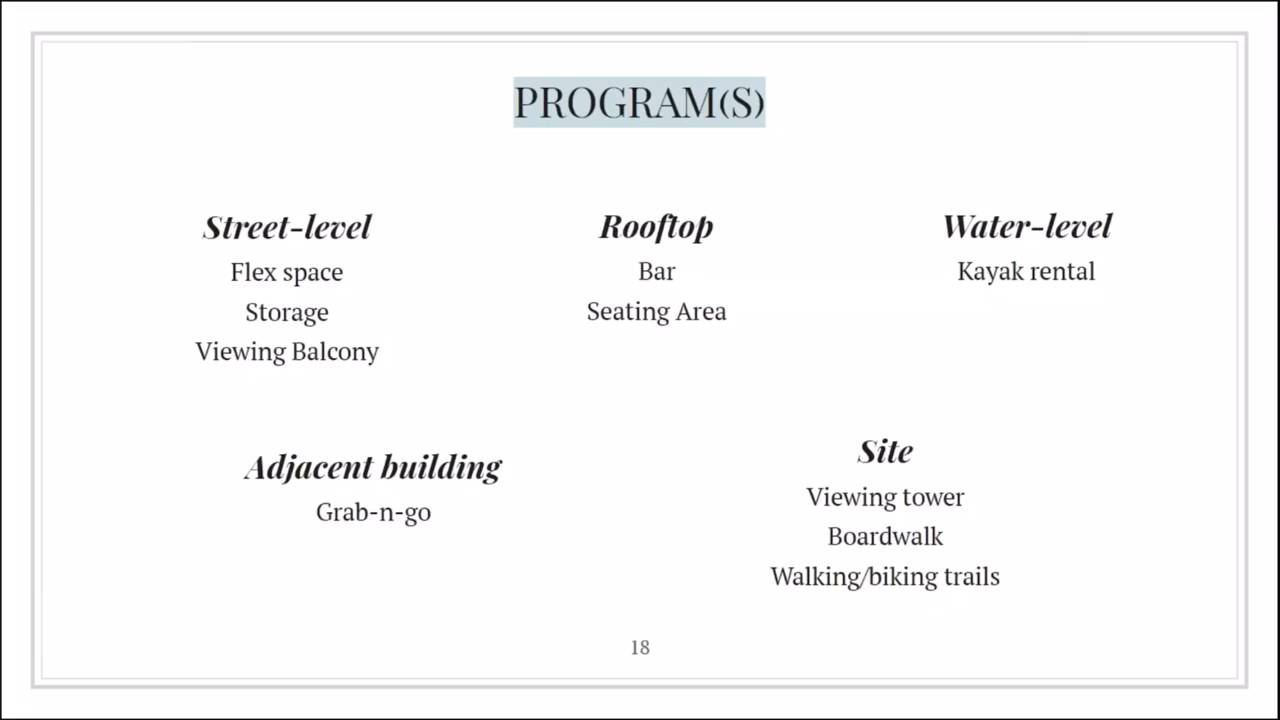 PROGRAM(S)
Street-level
Flex space
Storage
Viewing Balcony
Rooftop
Bar
Seating Area
Water-level
Kayak rental
Adjacent building
Grab-n-go
Site
Viewing tower
Boardwalk
Walking/biking trails
18